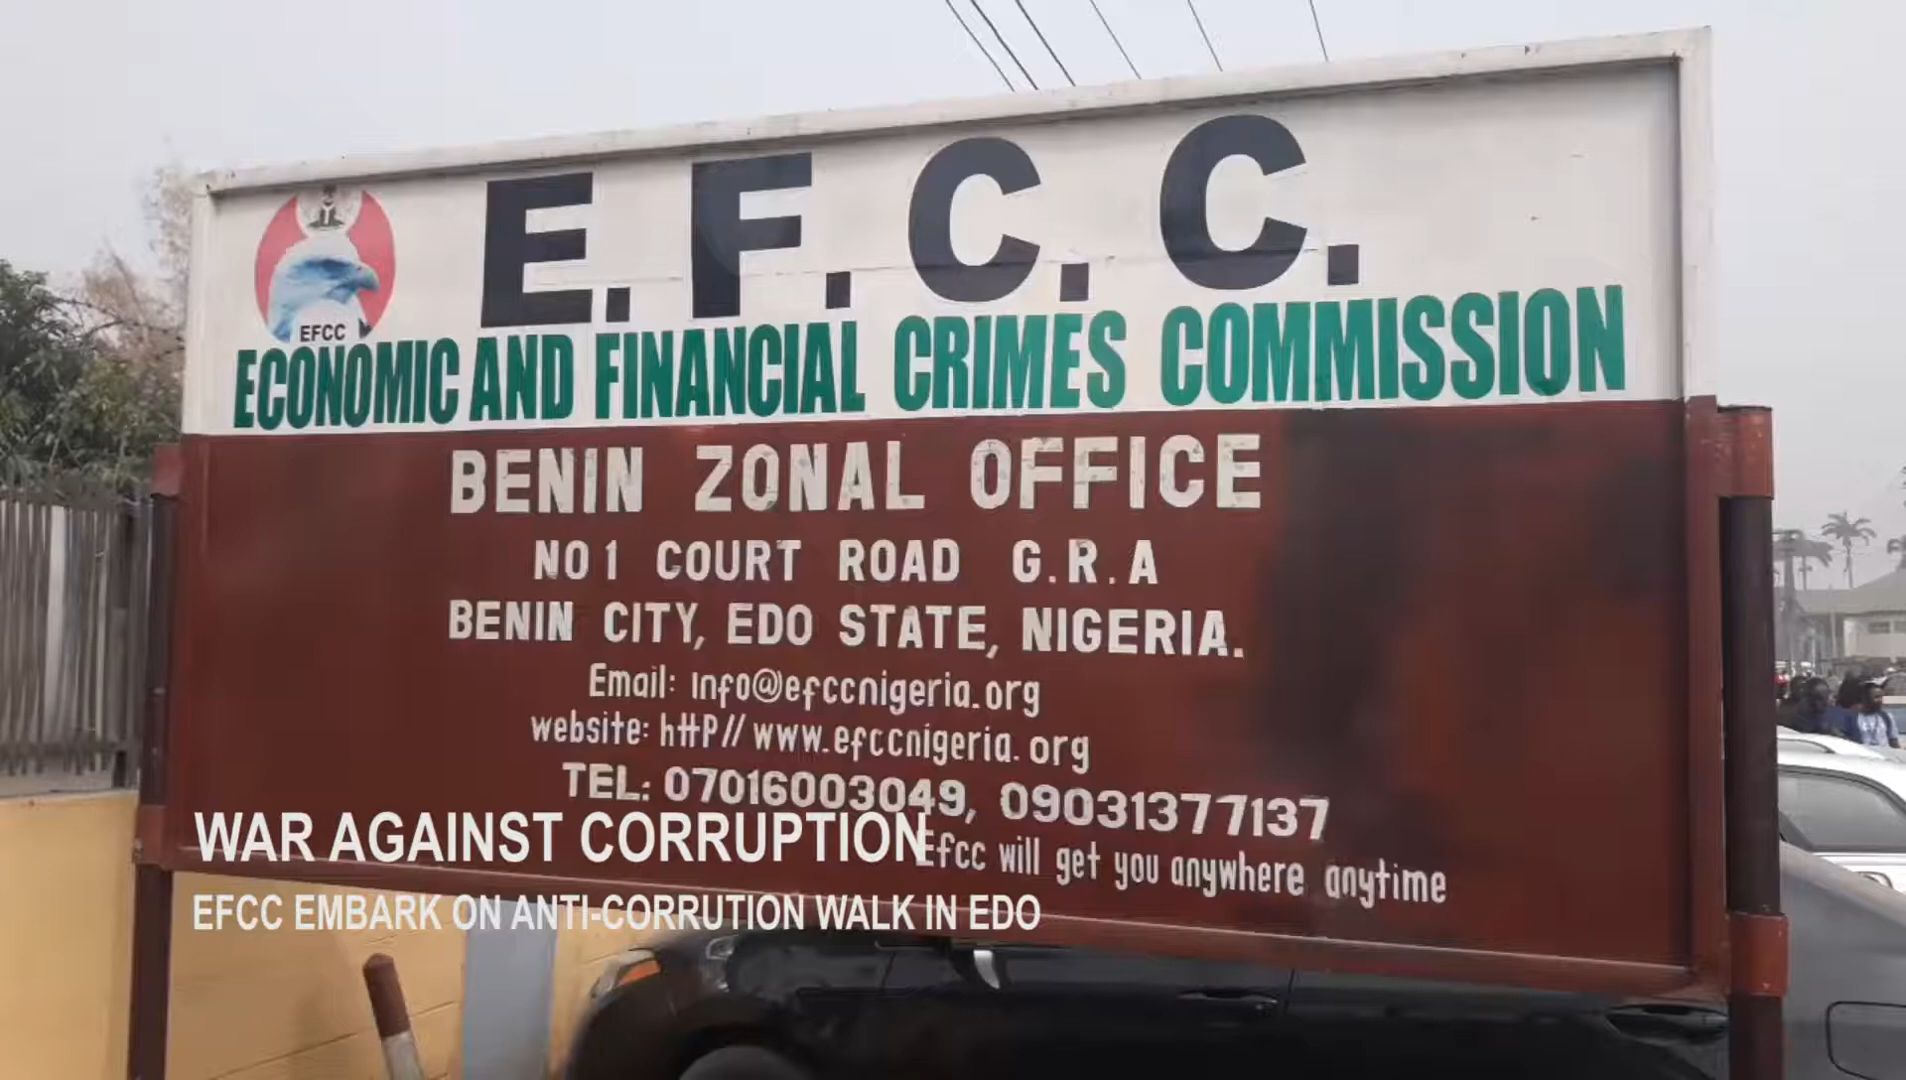 E.F.C.C.
EFCC
ECONOMIC AND FINANCIAL CRIMES COMMISSION
BENIN ZONAL OFFICE
NO 1 COURT ROAD G.R.A
BENIN CITY, EDO STATE, NIGERIA.
Email: info@efccnigeria.org
website: httP// www.efccnigeria.org
TEL: 07016003049, 09031377137
Efcc will get you anywhere anytime
WAR AGAINST CORRUPTION
EFCC EMBARK ON ANTI-CORRUTION WALK IN EDO